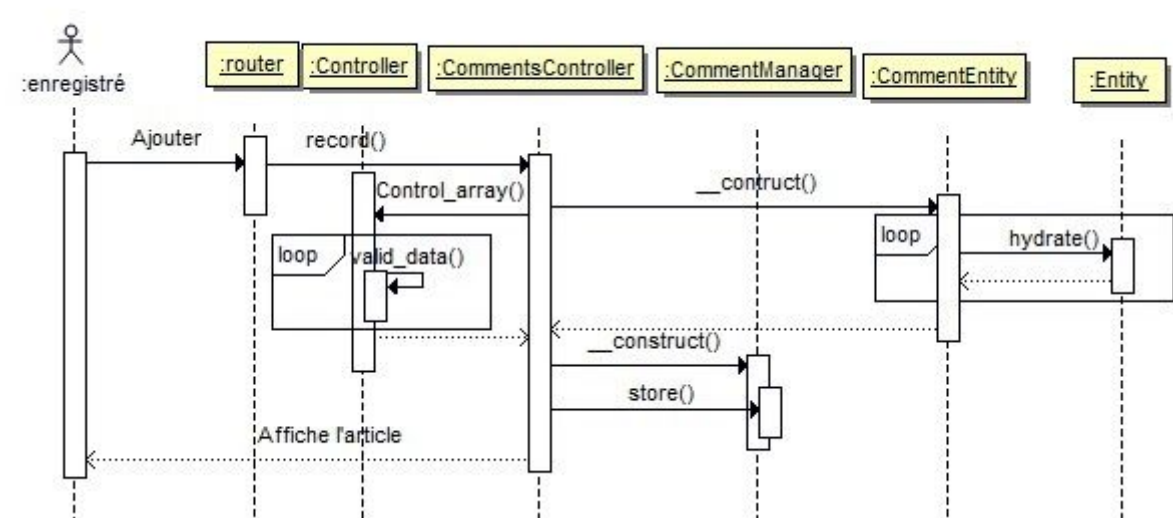 :enregistré
:router
:Controller
:CommentsController
:CommentManager
:CommentEntity
:Entity
Ajouter
record()
Control_array()
__contruct()
loop
valid_data()
loop
hydrate()
__construct()
store()
Affiche l'article